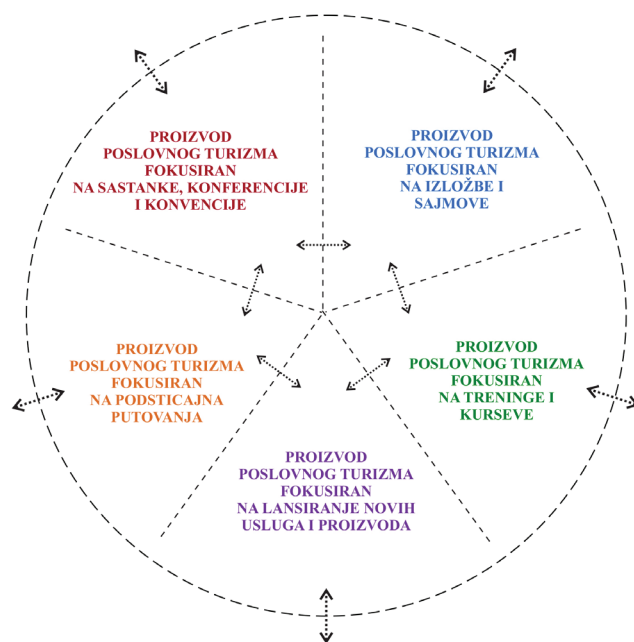 PROIZVOD
POSLOVNOG TURIZMA
FOKUSIRAN
NA SASTANKE, KONFERENCIJE
I KONVENCIJE
PROIZVOD
POSLOVNOG TURIZMA
FOKUSIRAN
NA IZLOŽBE I
SAJMOVE
PROIZVOD
POSLOVNOG TURIZMA
FOKUSIRAN
NA PODSTICAJNA
PUTOVANJA
PROIZVOD
POSLOVNOG TURIZMA
FOKUSIRAN
NA TRENINGE I
KURSEVE
PROIZVOD
POSLOVNOG TURIZMA
FOKUSIRAN
NA LANSIRANJE NOVIH
USLUGA I PROIZVODA